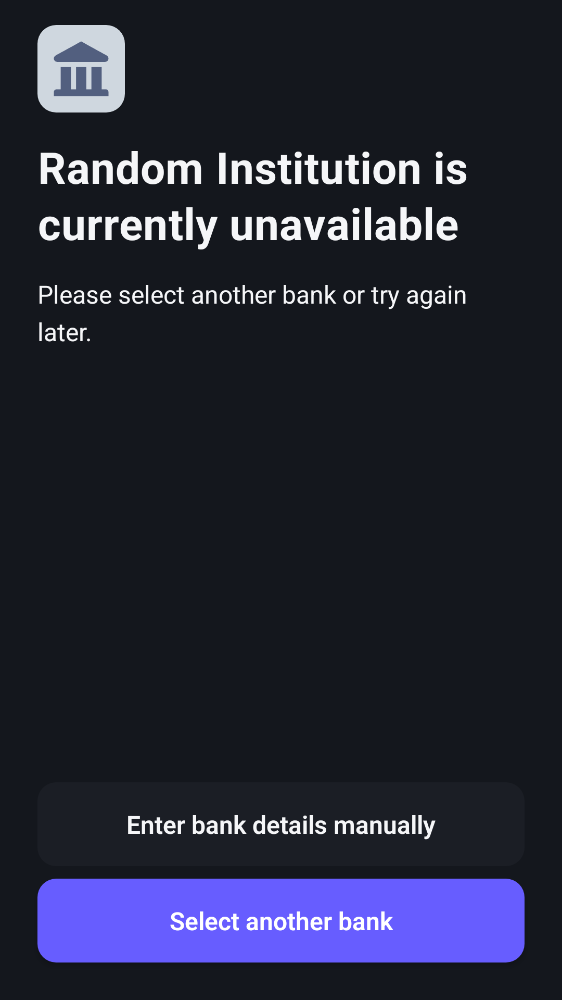 Random Institution is
currently unavailable
Please select another bank or try again
later.
Enter bank details manually
Select another bank